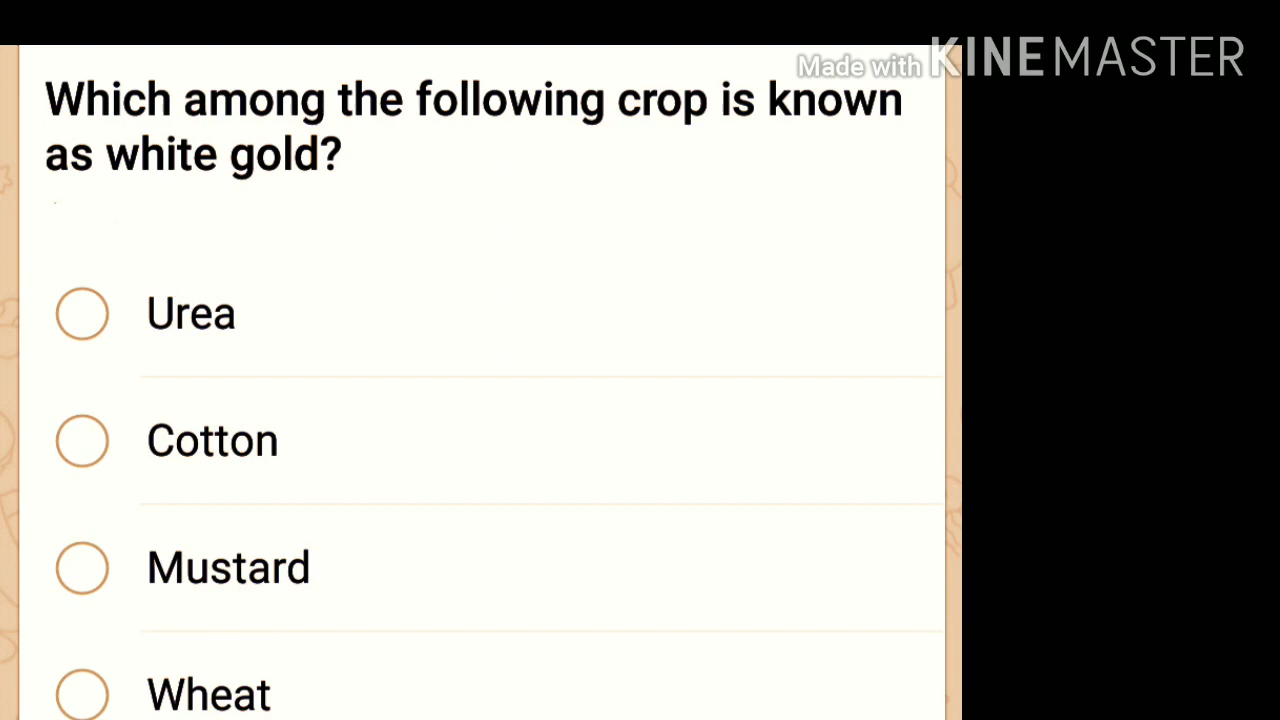 Made with KINEMASTER
Which among the following crop is known
as white gold?
Urea
Cotton
Mustard
Wheat